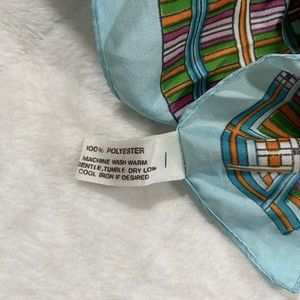 100% POLYESTER
MACHINE WASH WARM
GENTLE, TUMBLE DRY LOW
COOL IRON IF DESIRED